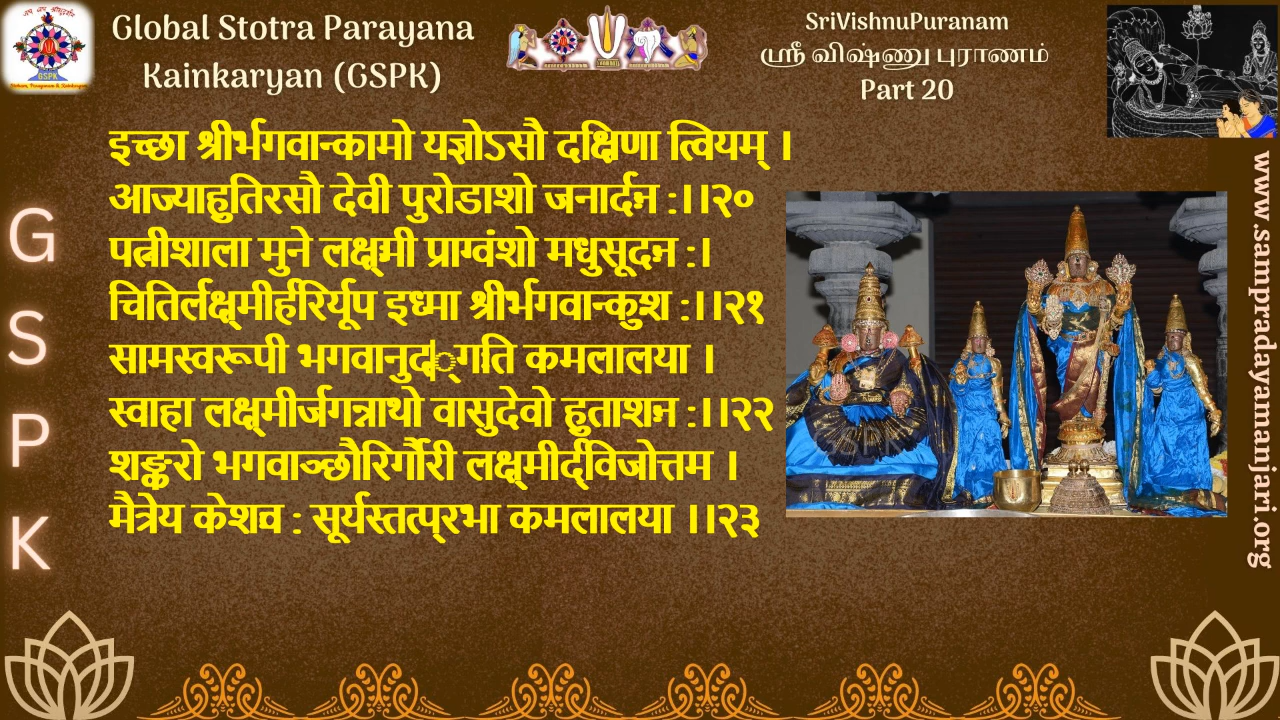 Global Stotra Parayana
Kainkaryan (GSPK)
SriVishnuPuranam
ஸ்ரீ விஷ்ணு புராணம்
Part 20
GSPK
इच्छा श्रीर्भगवान्कामो यज्ञोऽसौ दक्षिणा त्वियम् ।
आज्याहुतिरसौ देवी पुरोडाशो जनार्दन :।।२०
पत्नीशाला मुने लक्ष्मी प्राग्वंशो मधुसूदन :।
चितिर्लक्ष्मीर्हरिर्यूप इध्मा श्रीर्भगवान्कुश :।।२१
सामस्वरूपी भगवानुद्गति कमलालया ।
स्वाहा लक्ष्मीर्जगन्नाथो वासुदेवो हुताशन :।।२२
शङ्करो भगवाञ्छौरिर्गौरी लक्ष्मीर्द्विजोत्तम ।
मैत्रेय केशव : सूर्यस्तत्प्रभा कमलालया ।।२३
G
S
P
K
www.sampradayamanjari.org